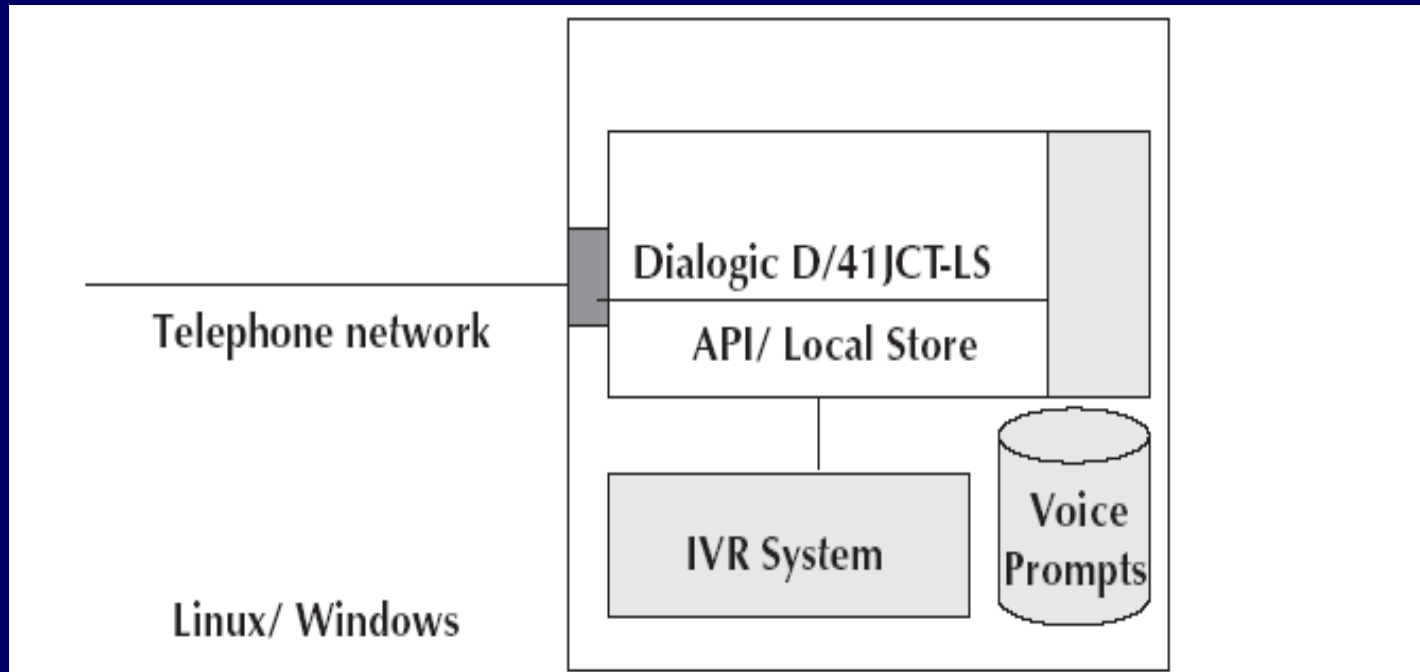 Dialogic D/41JCT-LS
Telephone network
API/ Local Store
IVR System
Voice
Prompts
Linux/ Windows